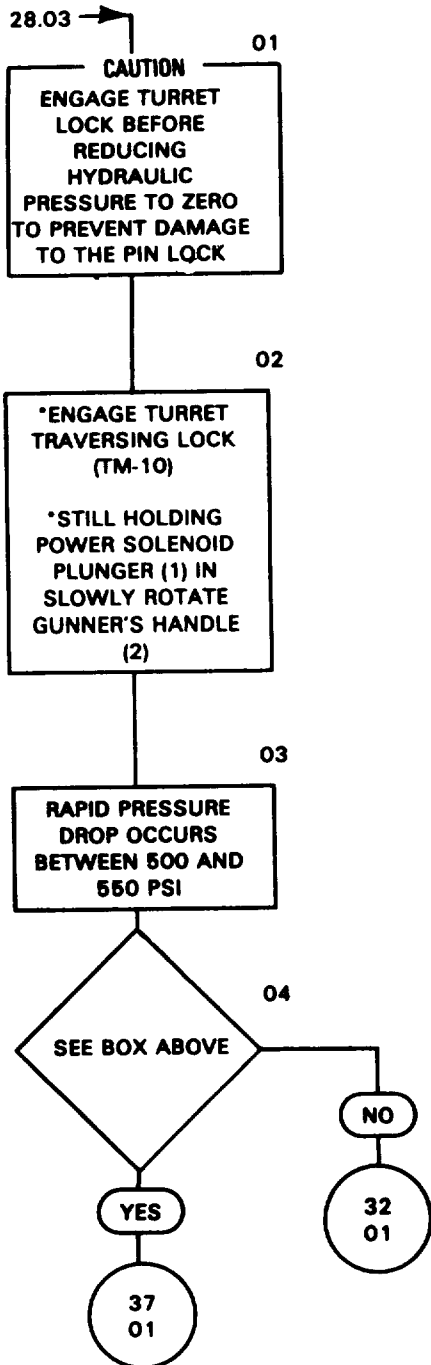 28.03
01
CAUTION
ENGAGE TURRET
LOCK BEFORE
REDUCING
HYDRAULIC
PRESSURE TO ZERO
TO PREVENT DAMAGE
TO THE PIN LOCK
02
*ENGAGE TURRET
TRAVERSING LOCK
(TM-10)
*STILL HOLDING
POWER SOLENOID
PLUNGER (1) IN
SLOWLY ROTATE
GUNNER'S HANDLE
(2)
03
RAPID PRESSURE
DROP OCCURS
BETWEEN 500 AND
550 PSI
04
SEE BOX ABOVE
NO
32
01
YES
37
01